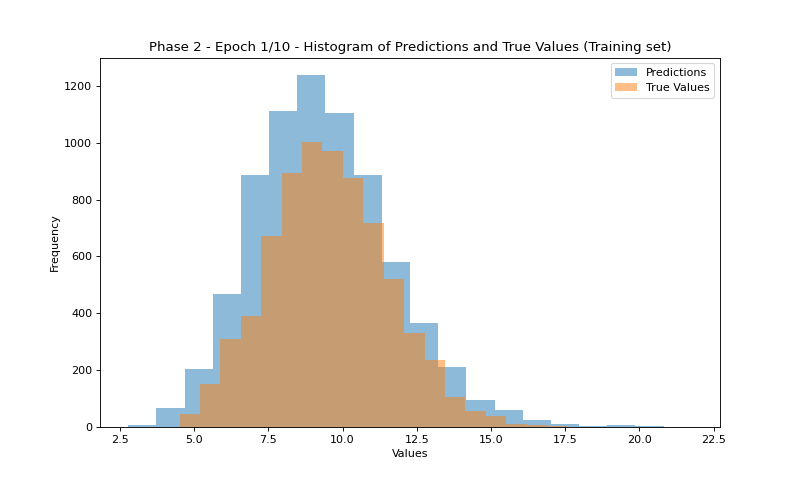 Phase 2 - Epoch 1/10 - Histogram of Predictions and True Values (Training set)
Predictions
True Values
1200
1000
800
600
400
200
0
Frequency
2.5 5.0 7.5 10.0 12.5 15.0 17.5 20.0 22.5
Values